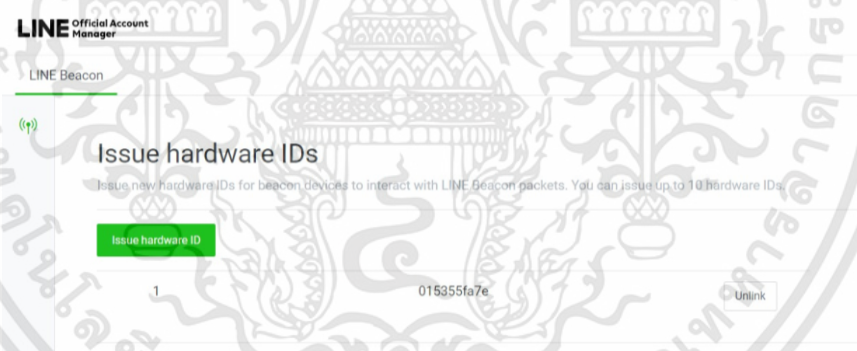 LINE Official Account Manager
LINE Beacon
Issue hardware IDs
Issue new hardware IDs for beacon devices to interact with LINE Beacon packets. You can issue up to 10 hardware IDs.
Issue hardware ID
1 015355fa7e Unlink